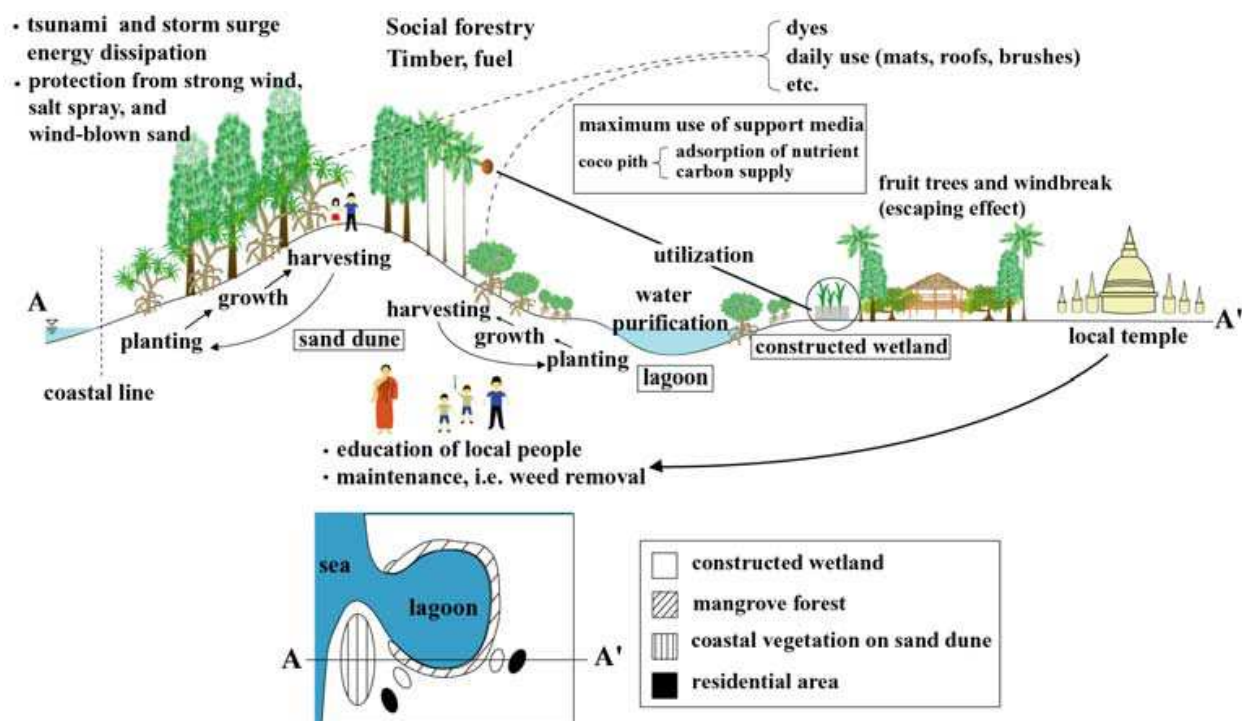 • tsunami and storm surge
energy dissipation
• protection from strong wind,
salt spray, and
wind-blown sand
Social forestry
Timber, fuel
dyes
daily use (mats, roofs, brushes)
etc.
maximum use of support media
coco pith
adsorption of nutrient
carbon supply
fruit trees and windbreak
(escaping effect)
utilization
harvesting
growth
planting
A
sand dune
harvesting
growth
planting
water
purification
lagoon
constructed wetland
local temple
A'
coastal line
• education of local people
• maintenance, i.e. weed removal
sea
lagoon
A
A'
constructed wetland
mangrove forest
coastal vegetation on sand dune
residential area